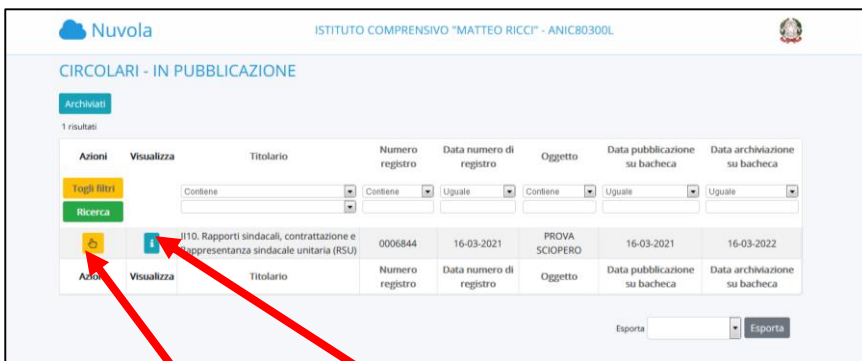 Nuvola
ISTITUTO COMPRENSIVO "MATTEO RICCI" - ANIC80300L
CIRCOLARI - IN PUBBLICAZIONE
Archiviati
1 risultati
Azioni Visualizza Titolario Numero registro Data numero di registro Oggetto Data pubblicazione su bacheca Data archiviazione su bacheca
Togli filtri Contiene Contiene Uguale Contiene Uguale Uguale
Ricerca
II10. Rapporti sindacali, contrattazione e Rappresentanza sindacale unitaria (RSU) 0006844 16-03-2021 PROVA SCIOPERO 16-03-2021 16-03-2022
Azioni Visualizza Titolario Numero registro Data numero di registro Oggetto Data pubblicazione su bacheca Data archiviazione su bacheca
Esporta Esporta